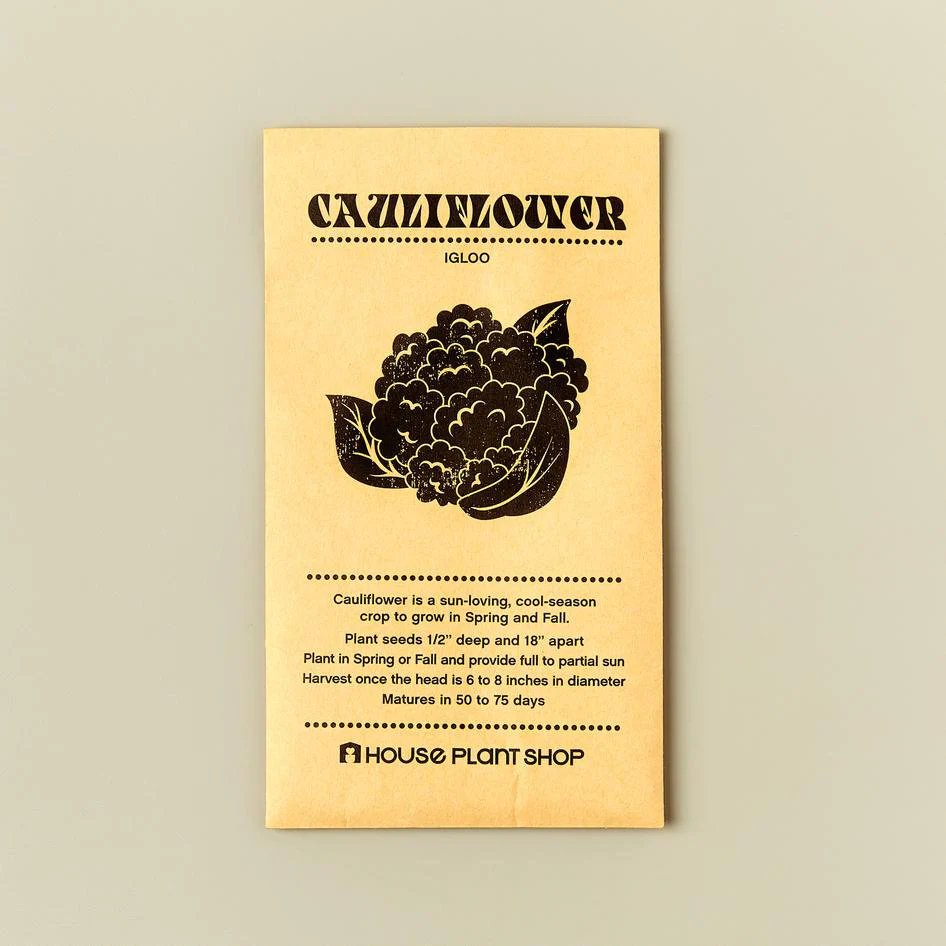 CAULIFLOWER
IGLOO
Cauliflower is a sun-loving, cool-season
crop to grow in Spring and Fall.
Plant seeds 1/2” deep and 18” apart
Plant in Spring or Fall and provide full to partial sun
Harvest once the head is 6 to 8 inches in diameter
Matures in 50 to 75 days
HOUSE PLANT SHOP